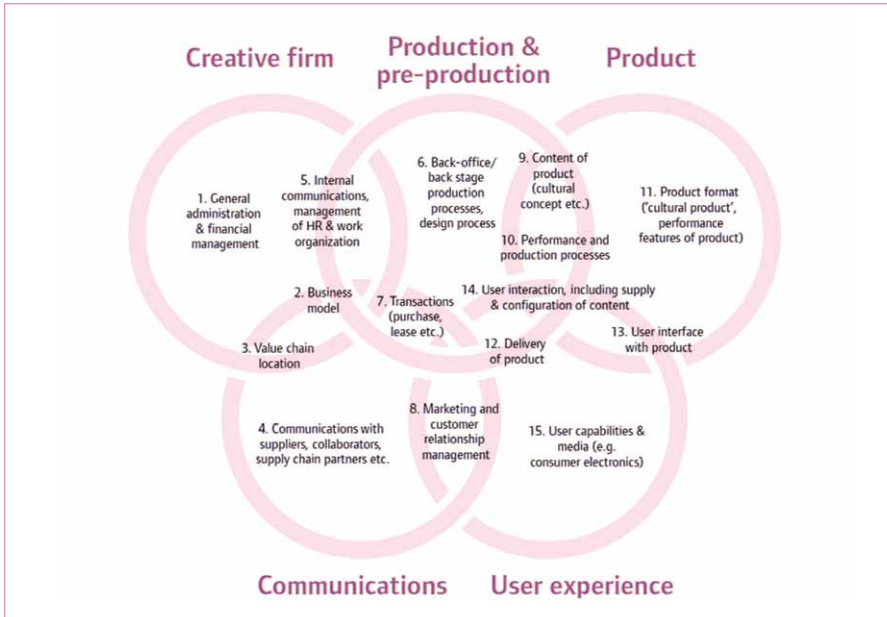 Creative firm
Production &
pre-production
Product
1. General
administration
& financial
management
5. Internal
communications,
management
of HR & work
organization
6. Back-office/
back stage
production
processes,
design process
9. Content of
product
(cultural
concept etc.)
10. Performance and
production processes
11. Product format
('cultural product',
performance
features of product)
2. Business
model
7. Transactions
(purchase,
lease etc.)
14. User interaction, including supply
& configuration of content
3. Value chain
location
12. Delivery
of product
13. User interface
with product
4. Communications with
suppliers, collaborators,
supply chain partners etc.
8. Marketing and
customer
relationship
management
15. User capabilities &
media (e.g.
consumer electronics)
Communications
User experience